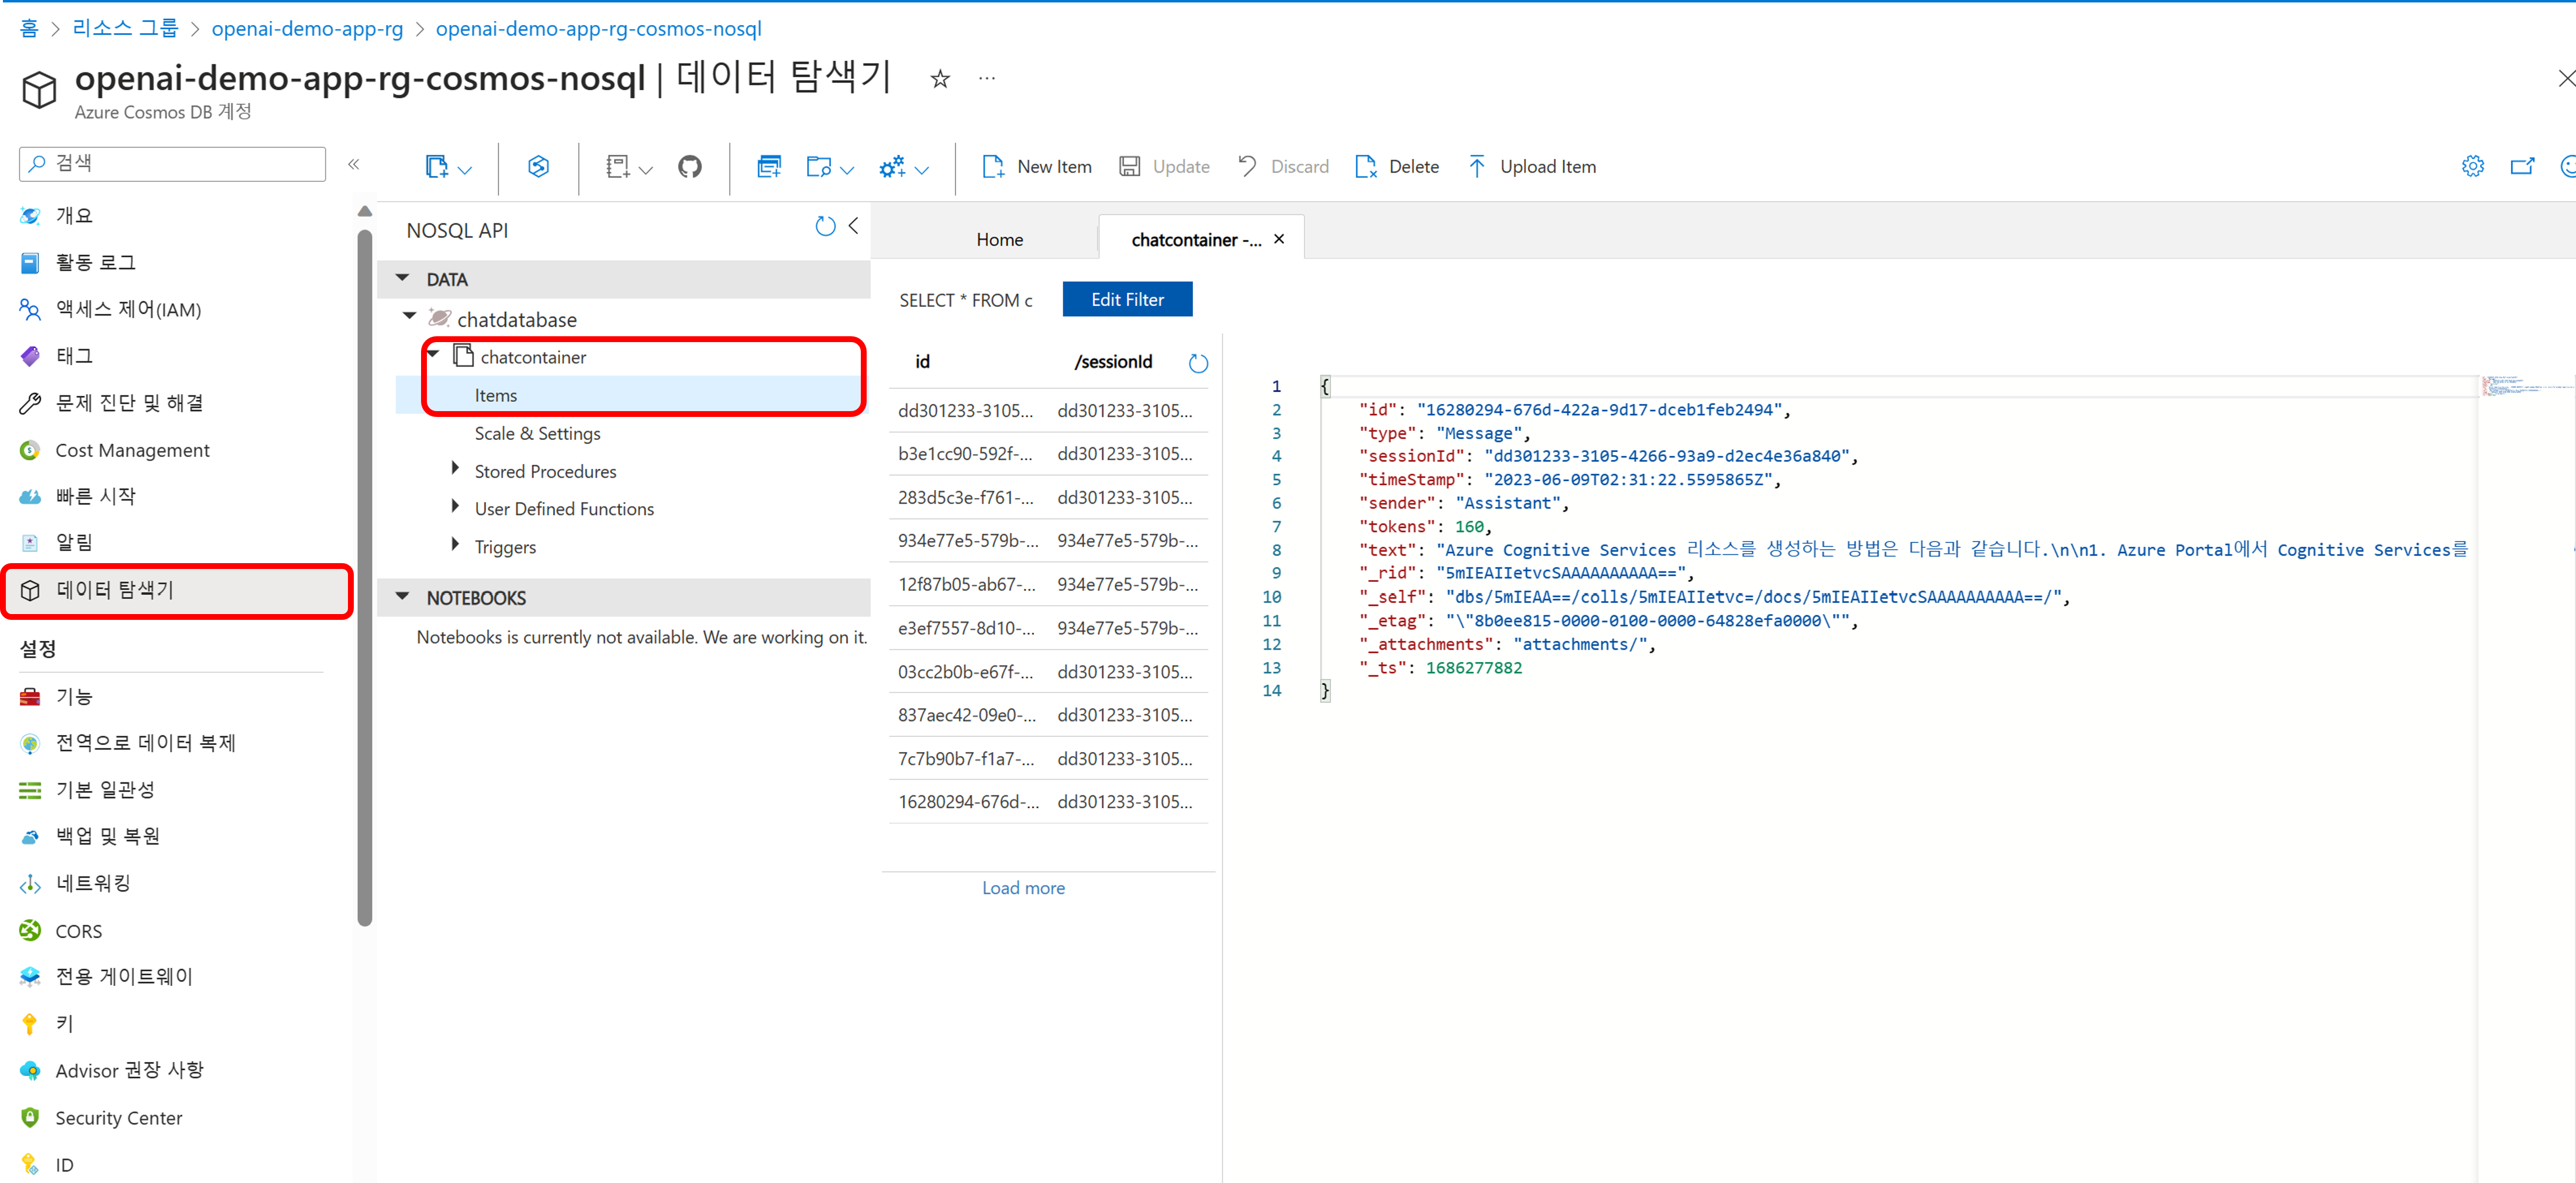 홈 > 리소스 그룹 > openai-demo-app-rg > openai-demo-app-rg-cosmos-nosql
openai-demo-app-rg-cosmos-nosql | 데이터 탐색기
Azure Cosmos DB 계정
검색
New Item
Update
Discard
Delete
Upload Item
개요
활동 로그
액세스 제어(IAM)
태그
문제 진단 및 해결
Cost Management
빠른 시작
알림
데이터 탐색기
설정
기능
전역으로 데이터 복제
기본 일관성
백업 및 복원
네트워킹
CORS
전용 게이트웨이
키
Advisor 권장 사항
Security Center
ID
NOSQL API
DATA
chatdatabase
chatcontainer
Items
Scale & Settings
Stored Procedures
User Defined Functions
Triggers
NOTEBOOKS
Notebooks is currently not available. We are working on it.
Home
chatcontainer -...
SELECT * FROM c
Edit Filter
id /sessionId
dd301233-3105... dd301233-3105...
b3e1cc90-592f-... dd301233-3105...
283d5c3e-f761-... dd301233-3105...
934e77e5-579b-... 934e77e5-579b-...
12f87b05-ab67-... 934e77e5-579b-...
e3ef7557-8d10-... 934e77e5-579b-...
03cc2b0b-e67f-... dd301233-3105...
837aec42-09e0-... dd301233-3105...
7c7b90b7-f1a7-... dd301233-3105...
16280294-676d-... dd301233-3105...
Load more
1 {
2 "id": "16280294-676d-422a-9d17-dceb1feb2494",
3 "type": "Message",
4 "sessionId": "dd301233-3105-4266-93a9-d2ec4e36a840",
5 "timeStamp": "2023-06-09T02:31:22.5595865Z",
6 "sender": "Assistant",
7 "tokens": 160,
8 "text": "Azure Cognitive Services 리소스를 생성하는 방법은 다음과 같습니다.\n\n1. Azure Portal에서 Cognitive Services를
9 "_rid": "5mIEAIIetvcSAAAAAAAAAA==",
10 "_self": "dbs/5mIEAA==/colls/5mIEAIIetvc=/docs/5mIEAIIetvcSAAAAAAAAAA==/",
11 "_etag": "\"8b0ee815-0000-0100-0000-64828efa0000\"",
12 "_attachments": "attachments/",
13 "_ts": 1686277882
14 }